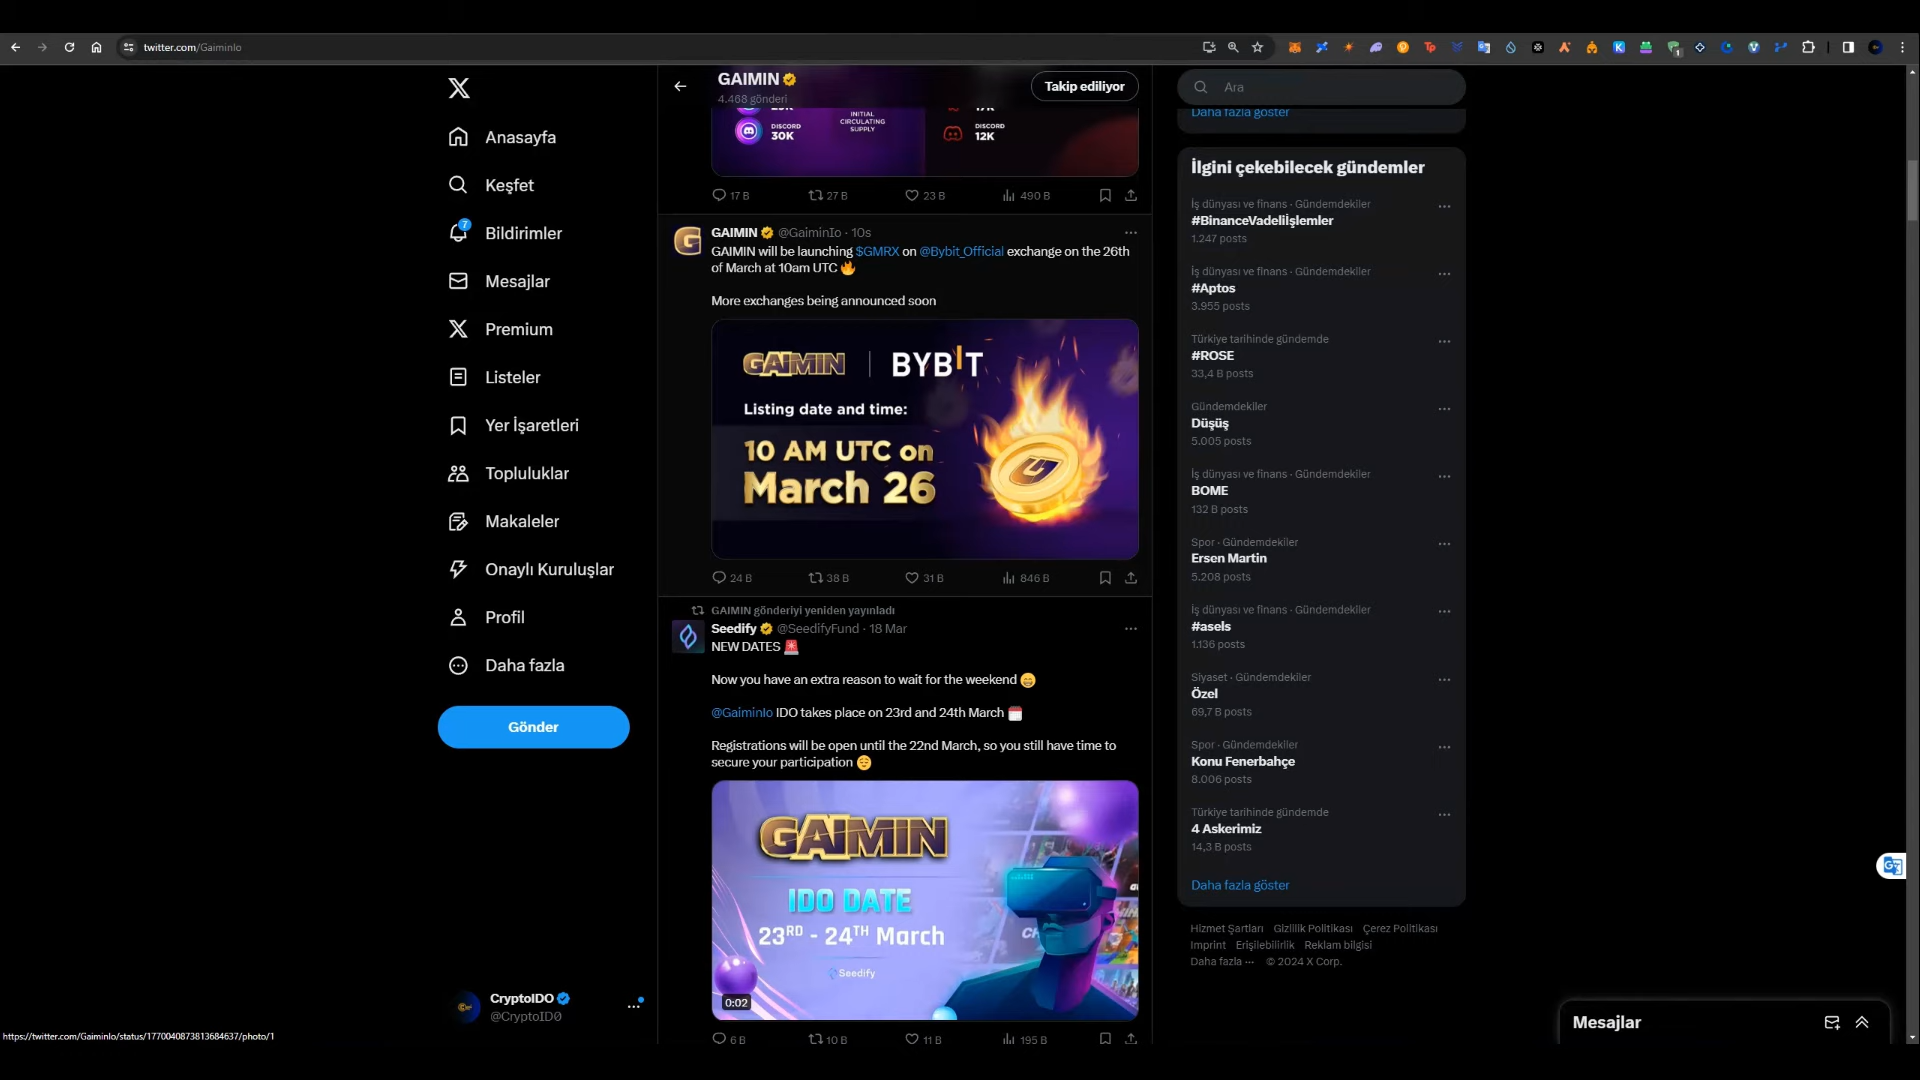 twitter.com/GaiminIo
GAIMIN
4.468 gönderi
Takip ediliyor
Ara
Daha fazla göster
Anasayfa
Keşfet
7
Bildirimler
Mesajlar
Premium
Listeler
Yer İşaretleri
Topluluklar
Makaleler
Onaylı Kuruluşlar
Profil
Daha fazla
Gönder
CryptoIDO
@CryptoID0
DISCORD
30K
INITIAL
CIRCULATING
SUPPLY
DISCORD
12K
17 B 27 B 23 B 490 B
GAIMIN @GaiminIo · 10s
GAIMIN will be launching $GMRX on @Bybit_Official exchange on the 26th
of March at 10am UTC 🔥
More exchanges being announced soon
GAIMIN | BYBIT
Listing date and time:
10 AM UTC on
March 26
24 B 38 B 31 B 846 B
GAIMIN gönderiyi yeniden yayınladı
Seedify @SeedifyFund · 18 Mar
NEW DATES 🚨
Now you have an extra reason to wait for the weekend 😁
@GaiminIo IDO takes place on 23rd and 24th March 🗓️
Registrations will be open until the 22nd March, so you still have time to
secure your participation 😌
GAIMIN
IDO DATE
23RD - 24TH March
Seedify
0:02
6 B 10 B 11 B 195 B
İlgini çekebilecek gündemler
İş dünyası ve finans · Gündemdekiler
#BinanceVadeliİşlemler
1.247 posts
İş dünyası ve finans · Gündemdekiler
#Aptos
3.955 posts
Türkiye tarihinde gündemde
#ROSE
33,4 B posts
Gündemdekiler
Düşüş
5.005 posts
İş dünyası ve finans · Gündemdekiler
BOME
132 B posts
Spor · Gündemdekiler
Ersen Martin
5.208 posts
İş dünyası ve finans · Gündemdekiler
#asels
1.136 posts
Siyaset · Gündemdekiler
Özel
69,7 B posts
Spor · Gündemdekiler
Konu Fenerbahçe
8.006 posts
Türkiye tarihinde gündemde
4 Askerimiz
14,3 B posts
Daha fazla göster
Hizmet Şartları Gizlilik Politikası Çerez Politikası
Imprint Erişilebilirlik Reklam bilgisi
Daha fazla ··· © 2024 X Corp.
Mesajlar
https://twitter.com/GaiminIo/status/1770040873813684637/photo/1